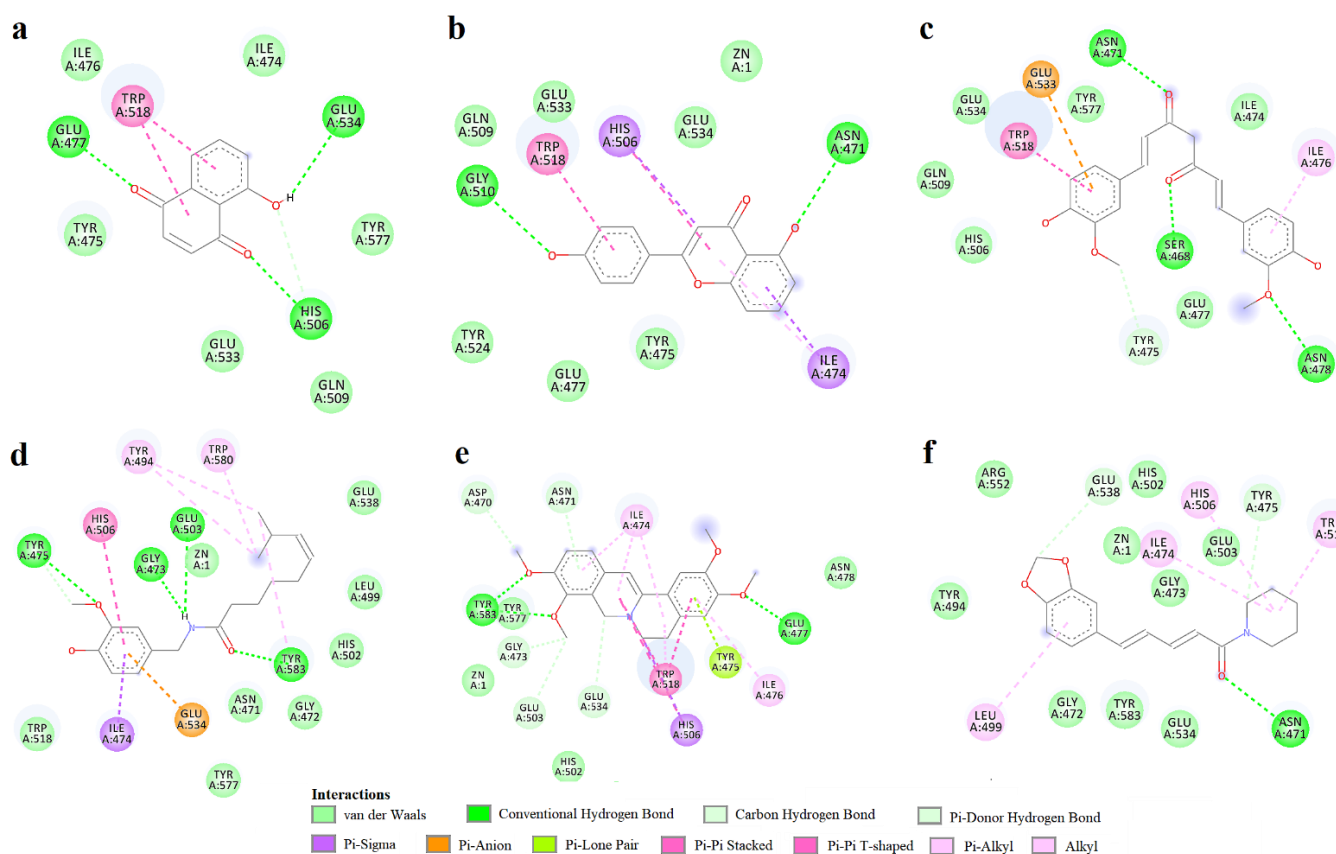 a
ILE
A:476
ILE
A:474
TRP
A:518
GLU
A:534
GLU
A:477
H
O
O
O
TYR
A:475
TYR
A:577
HIS
A:506
GLU
A:533
GLN
A:509
b
ZN
A:1
GLU
A:533
GLN
A:509
HIS
A:506
GLU
A:534
ASN
A:471
TRP
A:518
GLY
A:510
O
O
O
O
TYR
A:524
GLU
A:477
TYR
A:475
ILE
A:474
c
ASN
A:471
GLU
A:533
GLU
A:534
TYR
A:577
ILE
A:474
TRP
A:518
ILE
A:476
GLN
A:509
O
O
O
O
O
O
HIS
A:506
SER
A:468
GLU
A:477
TYR
A:475
ASN
A:478
d
TYR
A:494
TRP
A:580
GLU
A:538
HIS
A:506
GLU
A:503
TYR
A:475
GLY
A:473
ZN
A:1
LEU
A:499
H
N
O
O
O
HIS
A:502
TYR
A:583
ASN
A:471
GLY
A:472
GLU
A:534
TRP
A:518
ILE
A:474
TYR
A:577
e
ASP
A:470
ASN
A:471
ILE
A:474
ASN
A:478
O
O
O
O
N
TYR
A:583
TYR
A:577
GLU
A:477
GLY
A:473
TYR
A:475
ZN
A:1
TRP
A:518
ILE
A:476
GLU
A:503
GLU
A:534
HIS
A:506
HIS
A:502
f
ARG
A:552
GLU
A:538
HIS
A:502
HIS
A:506
TYR
A:475
ZN
A:1
ILE
A:474
GLU
A:503
GLY
A:473
TYR
A:494
O
O
N
O
LEU
A:499
GLY
A:472
TYR
A:583
GLU
A:534
ASN
A:471
Interactions
van der Waals Conventional Hydrogen Bond Carbon Hydrogen Bond Pi-Donor Hydrogen Bond
Pi-Sigma Pi-Anion Pi-Lone Pair Pi-Pi Stacked Pi-Pi T-shaped Pi-Alkyl Alkyl